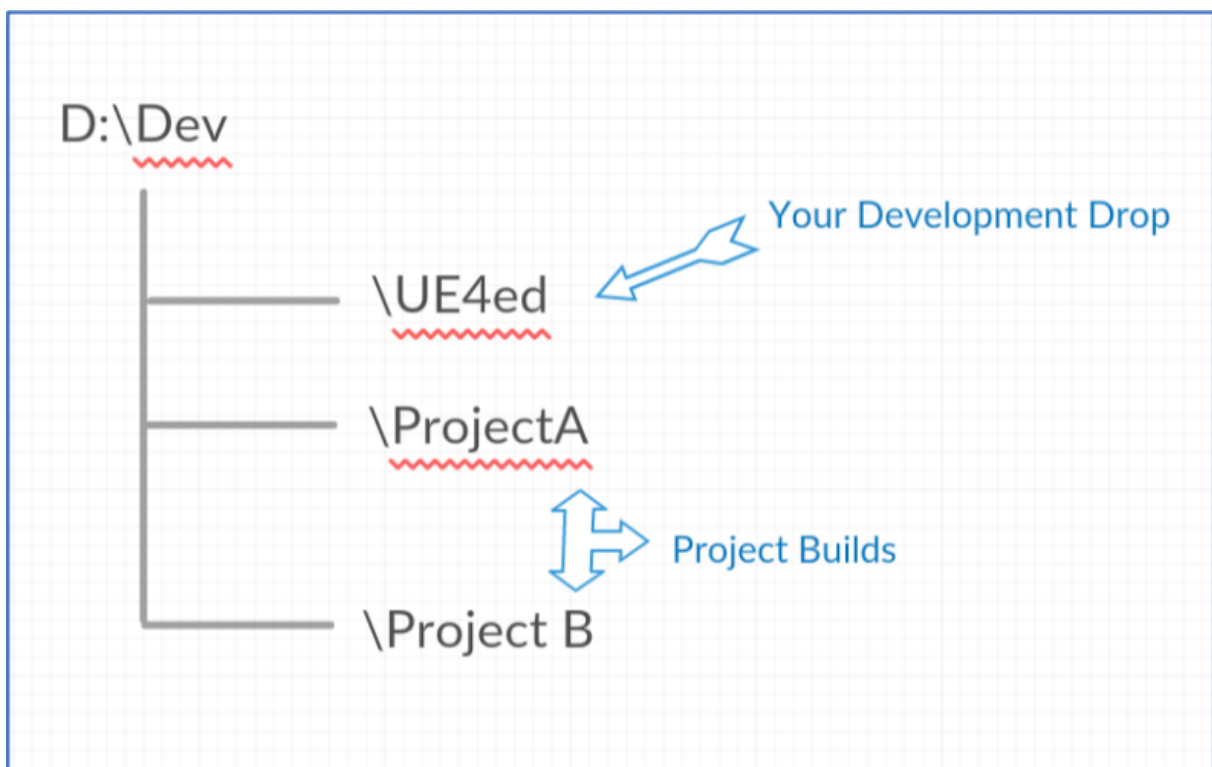 D:\Dev
Your Development Drop
\UE4ed
\ProjectA
Project Builds
\Project B